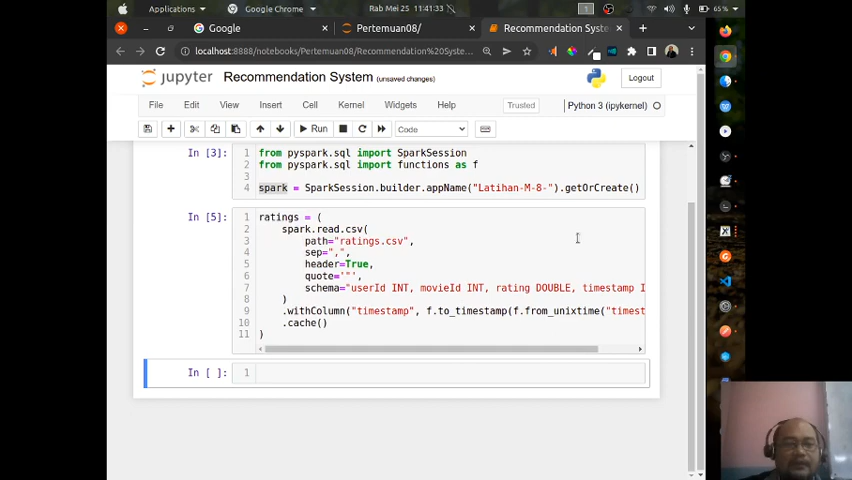 Applications
Google Chrome
Rab Mei 25 11:41:33
1
65 %
Google
Pertemuan08/
Recommendation Syste
localhost:8888/notebooks/Pertemuan08/Recommendation%20System...
jupyter Recommendation System (unsaved changes)
Logout
File Edit View Insert Cell Kernel Widgets Help
Trusted
Python 3 (ipykernel)
Run
Code
In [3]:
1 from pyspark.sql import SparkSession
2 from pyspark.sql import functions as f
3
4 spark = SparkSession.builder.appName("Latihan-M-8-").getOrCreate()
In [5]:
1 ratings = (
2 spark.read.csv(
3 path="ratings.csv",
4 sep=",",
5 header=True,
6 quote='"',
7 schema="userId INT, movieId INT, rating DOUBLE, timestamp I
8 )
9 .withColumn("timestamp", f.to_timestamp(f.from_unixtime("timest
10 .cache()
11 )
In [ ]:
1